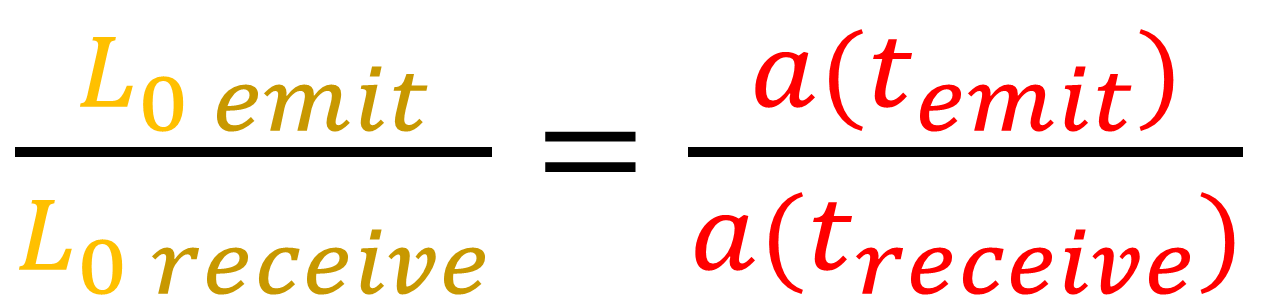 L₀ emit / L₀ receive = a(t_emit) / a(t_receive)